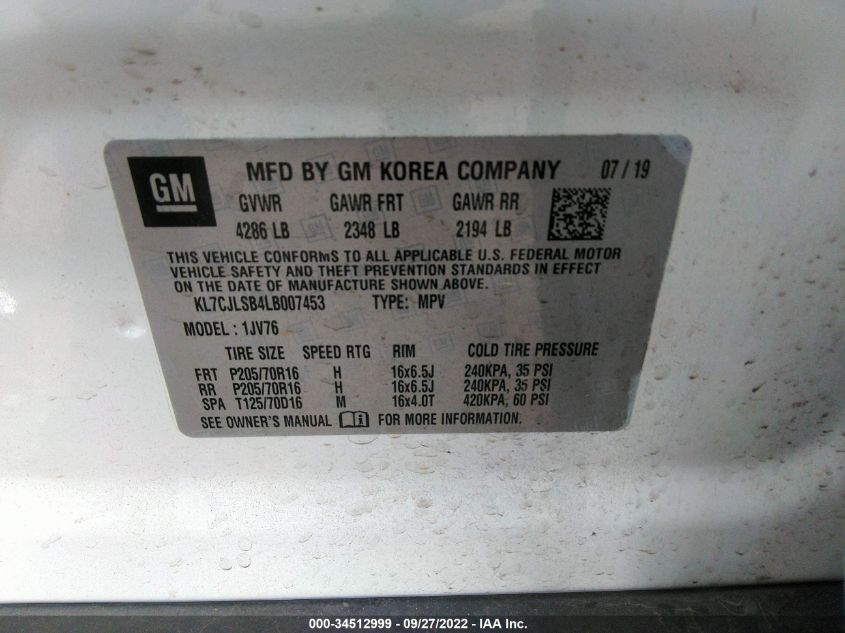 GM
MFD BY GM KOREA COMPANY 07 / 19
GVWR GAWR FRT GAWR RR
4286 LB 2348 LB 2194 LB
THIS VEHICLE CONFORMS TO ALL APPLICABLE U.S. FEDERAL MOTOR
VEHICLE SAFETY AND THEFT PREVENTION STANDARDS IN EFFECT
ON THE DATE OF MANUFACTURE SHOWN ABOVE.
KL7CJLSB4LB007453 TYPE: MPV
MODEL : 1JV76
TIRE SIZE SPEED RTG RIM COLD TIRE PRESSURE
FRT P205/70R16 H 16x6.5J 240KPA, 35 PSI
RR P205/70R16 H 16x6.5J 240KPA, 35 PSI
SPA T125/70D16 M 16x4.0T 420KPA, 60 PSI
SEE OWNER'S MANUAL FOR MORE INFORMATION.
000-34512999 - 09/27/2022 - IAA Inc.